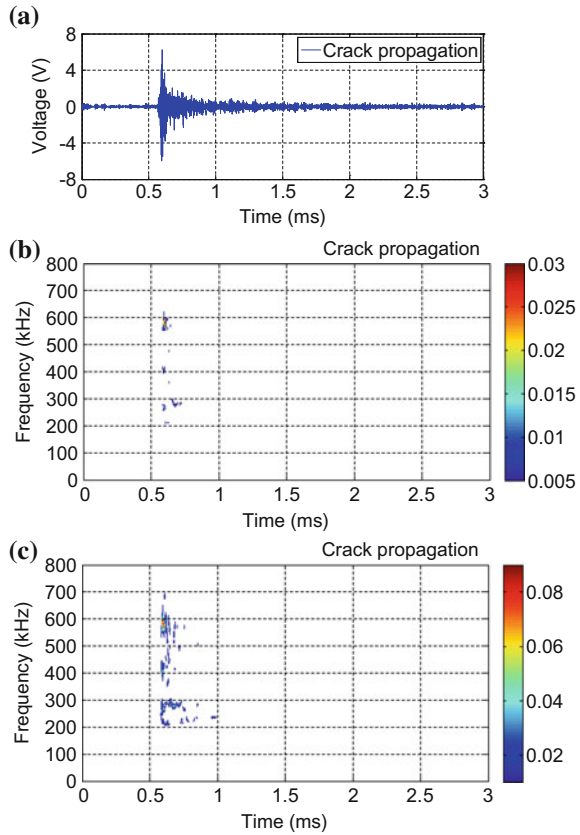 (a)
8
4
0
-4
-8
Voltage (V)
Crack propagation
0 0.5 1 1.5 2 2.5 3
Time (ms)
(b)
Crack propagation
800
700
600
500
400
300
200
100
0
Frequency (kHz)
0 0.5 1 1.5 2 2.5 3
Time (ms)
0.03
0.025
0.02
0.015
0.01
0.005
(c)
Crack propagation
800
700
600
500
400
300
200
100
0
Frequency (kHz)
0 0.5 1 1.5 2 2.5 3
Time (ms)
0.08
0.06
0.04
0.02